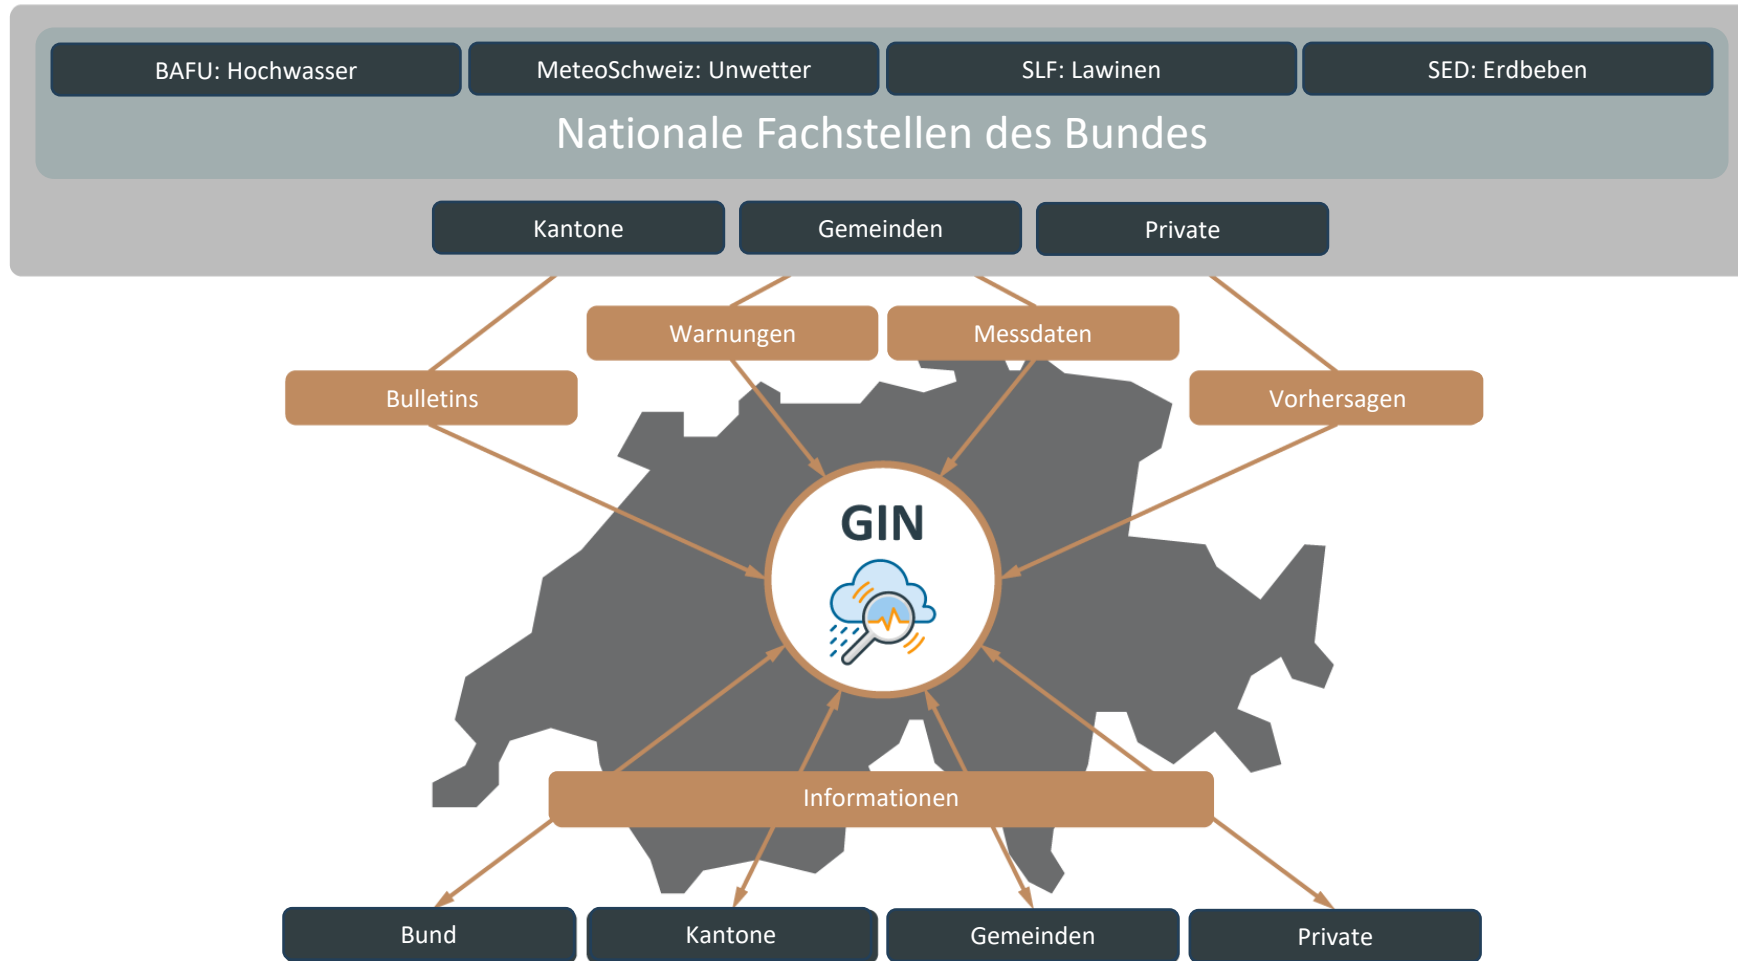 BAFU: Hochwasser
MeteoSchweiz: Unwetter
SLF: Lawinen
SED: Erdbeben
Nationale Fachstellen des Bundes
Kantone
Gemeinden
Private
Warnungen
Messdaten
Bulletins
Vorhersagen
GIN
Informationen
Bund
Kantone
Gemeinden
Private